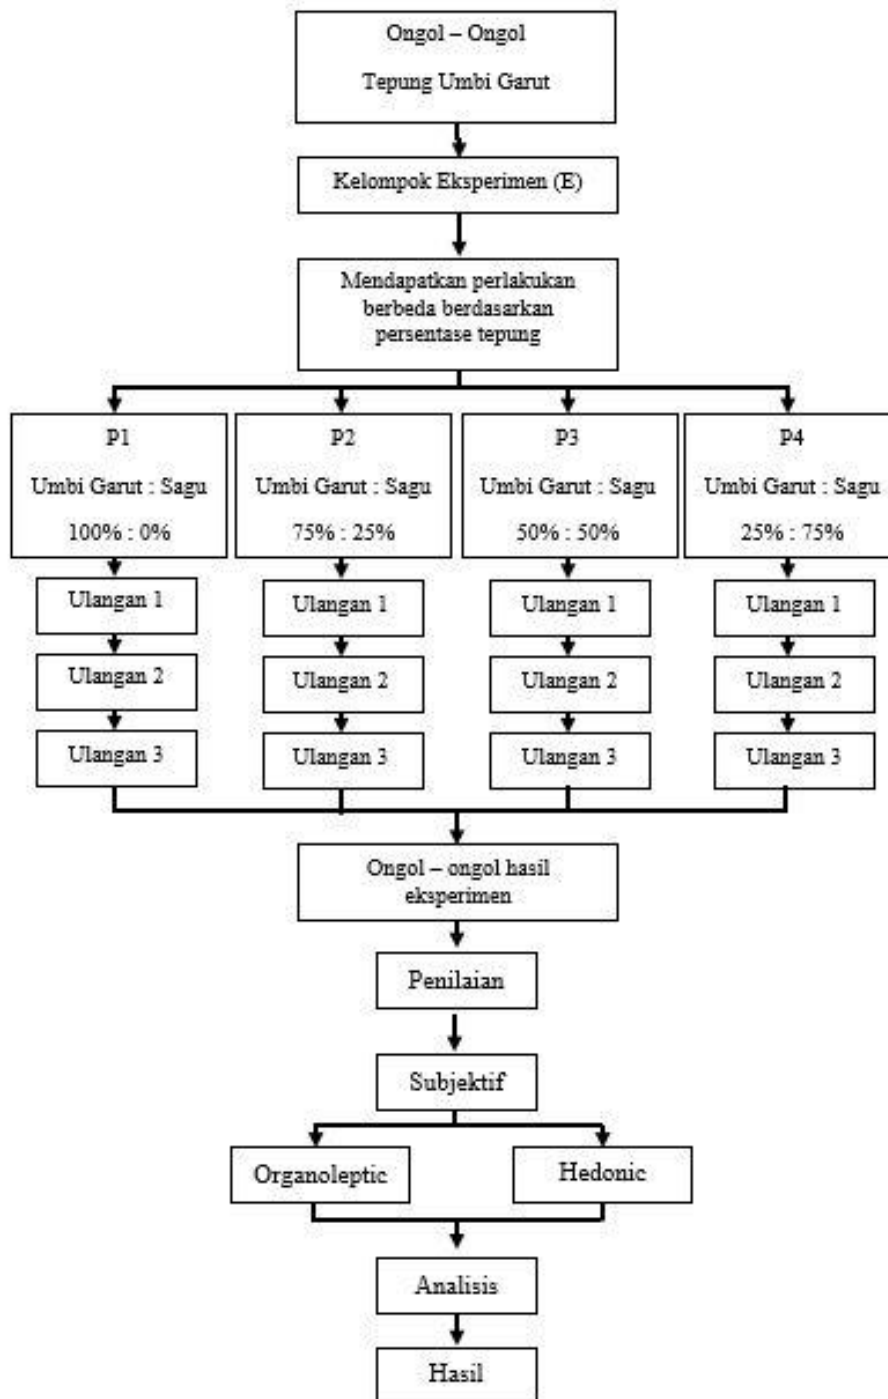 Ongol – Ongol
Tepung Umbi Garut
Kelompok Eksperimen (E)
Mendapatkan perlakukan
berbeda berdasarkan
persentase tepung
P1
Umbi Garut : Sagu
100% : 0%
P2
Umbi Garut : Sagu
75% : 25%
P3
Umbi Garut : Sagu
50% : 50%
P4
Umbi Garut : Sagu
25% : 75%
Ulangan 1
Ulangan 2
Ulangan 3
Ulangan 1
Ulangan 2
Ulangan 3
Ulangan 1
Ulangan 2
Ulangan 3
Ulangan 1
Ulangan 2
Ulangan 3
Ongol – ongol hasil
eksperimen
Penilaian
Subjektif
Organoleptic
Hedonic
Analisis
Hasil